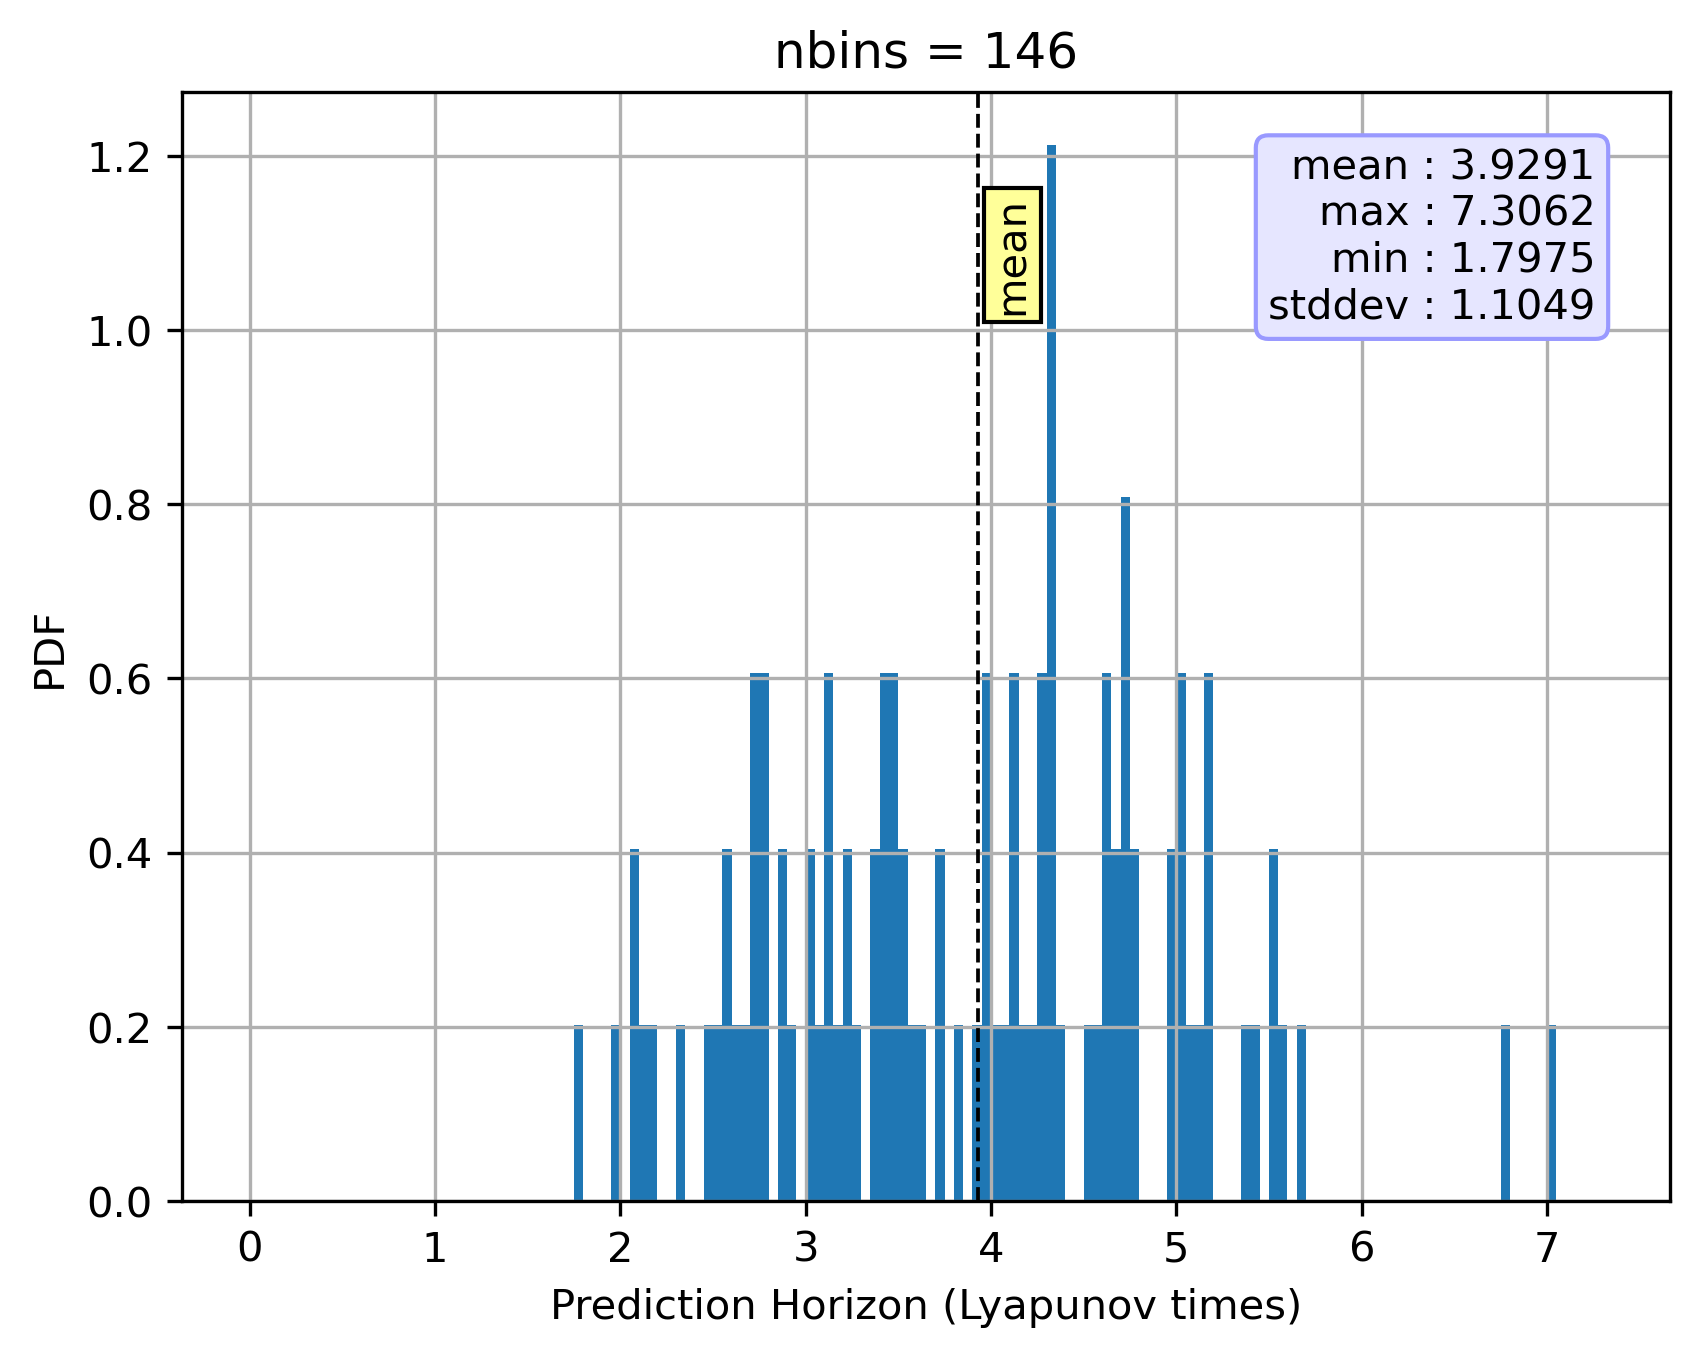 nbins = 146
mean : 3.9291
max : 7.3062
min : 1.7975
stddev : 1.1049
mean
PDF
1.2
1.0
0.8
0.6
0.4
0.2
0.0
0 1 2 3 4 5 6 7
Prediction Horizon (Lyapunov times)